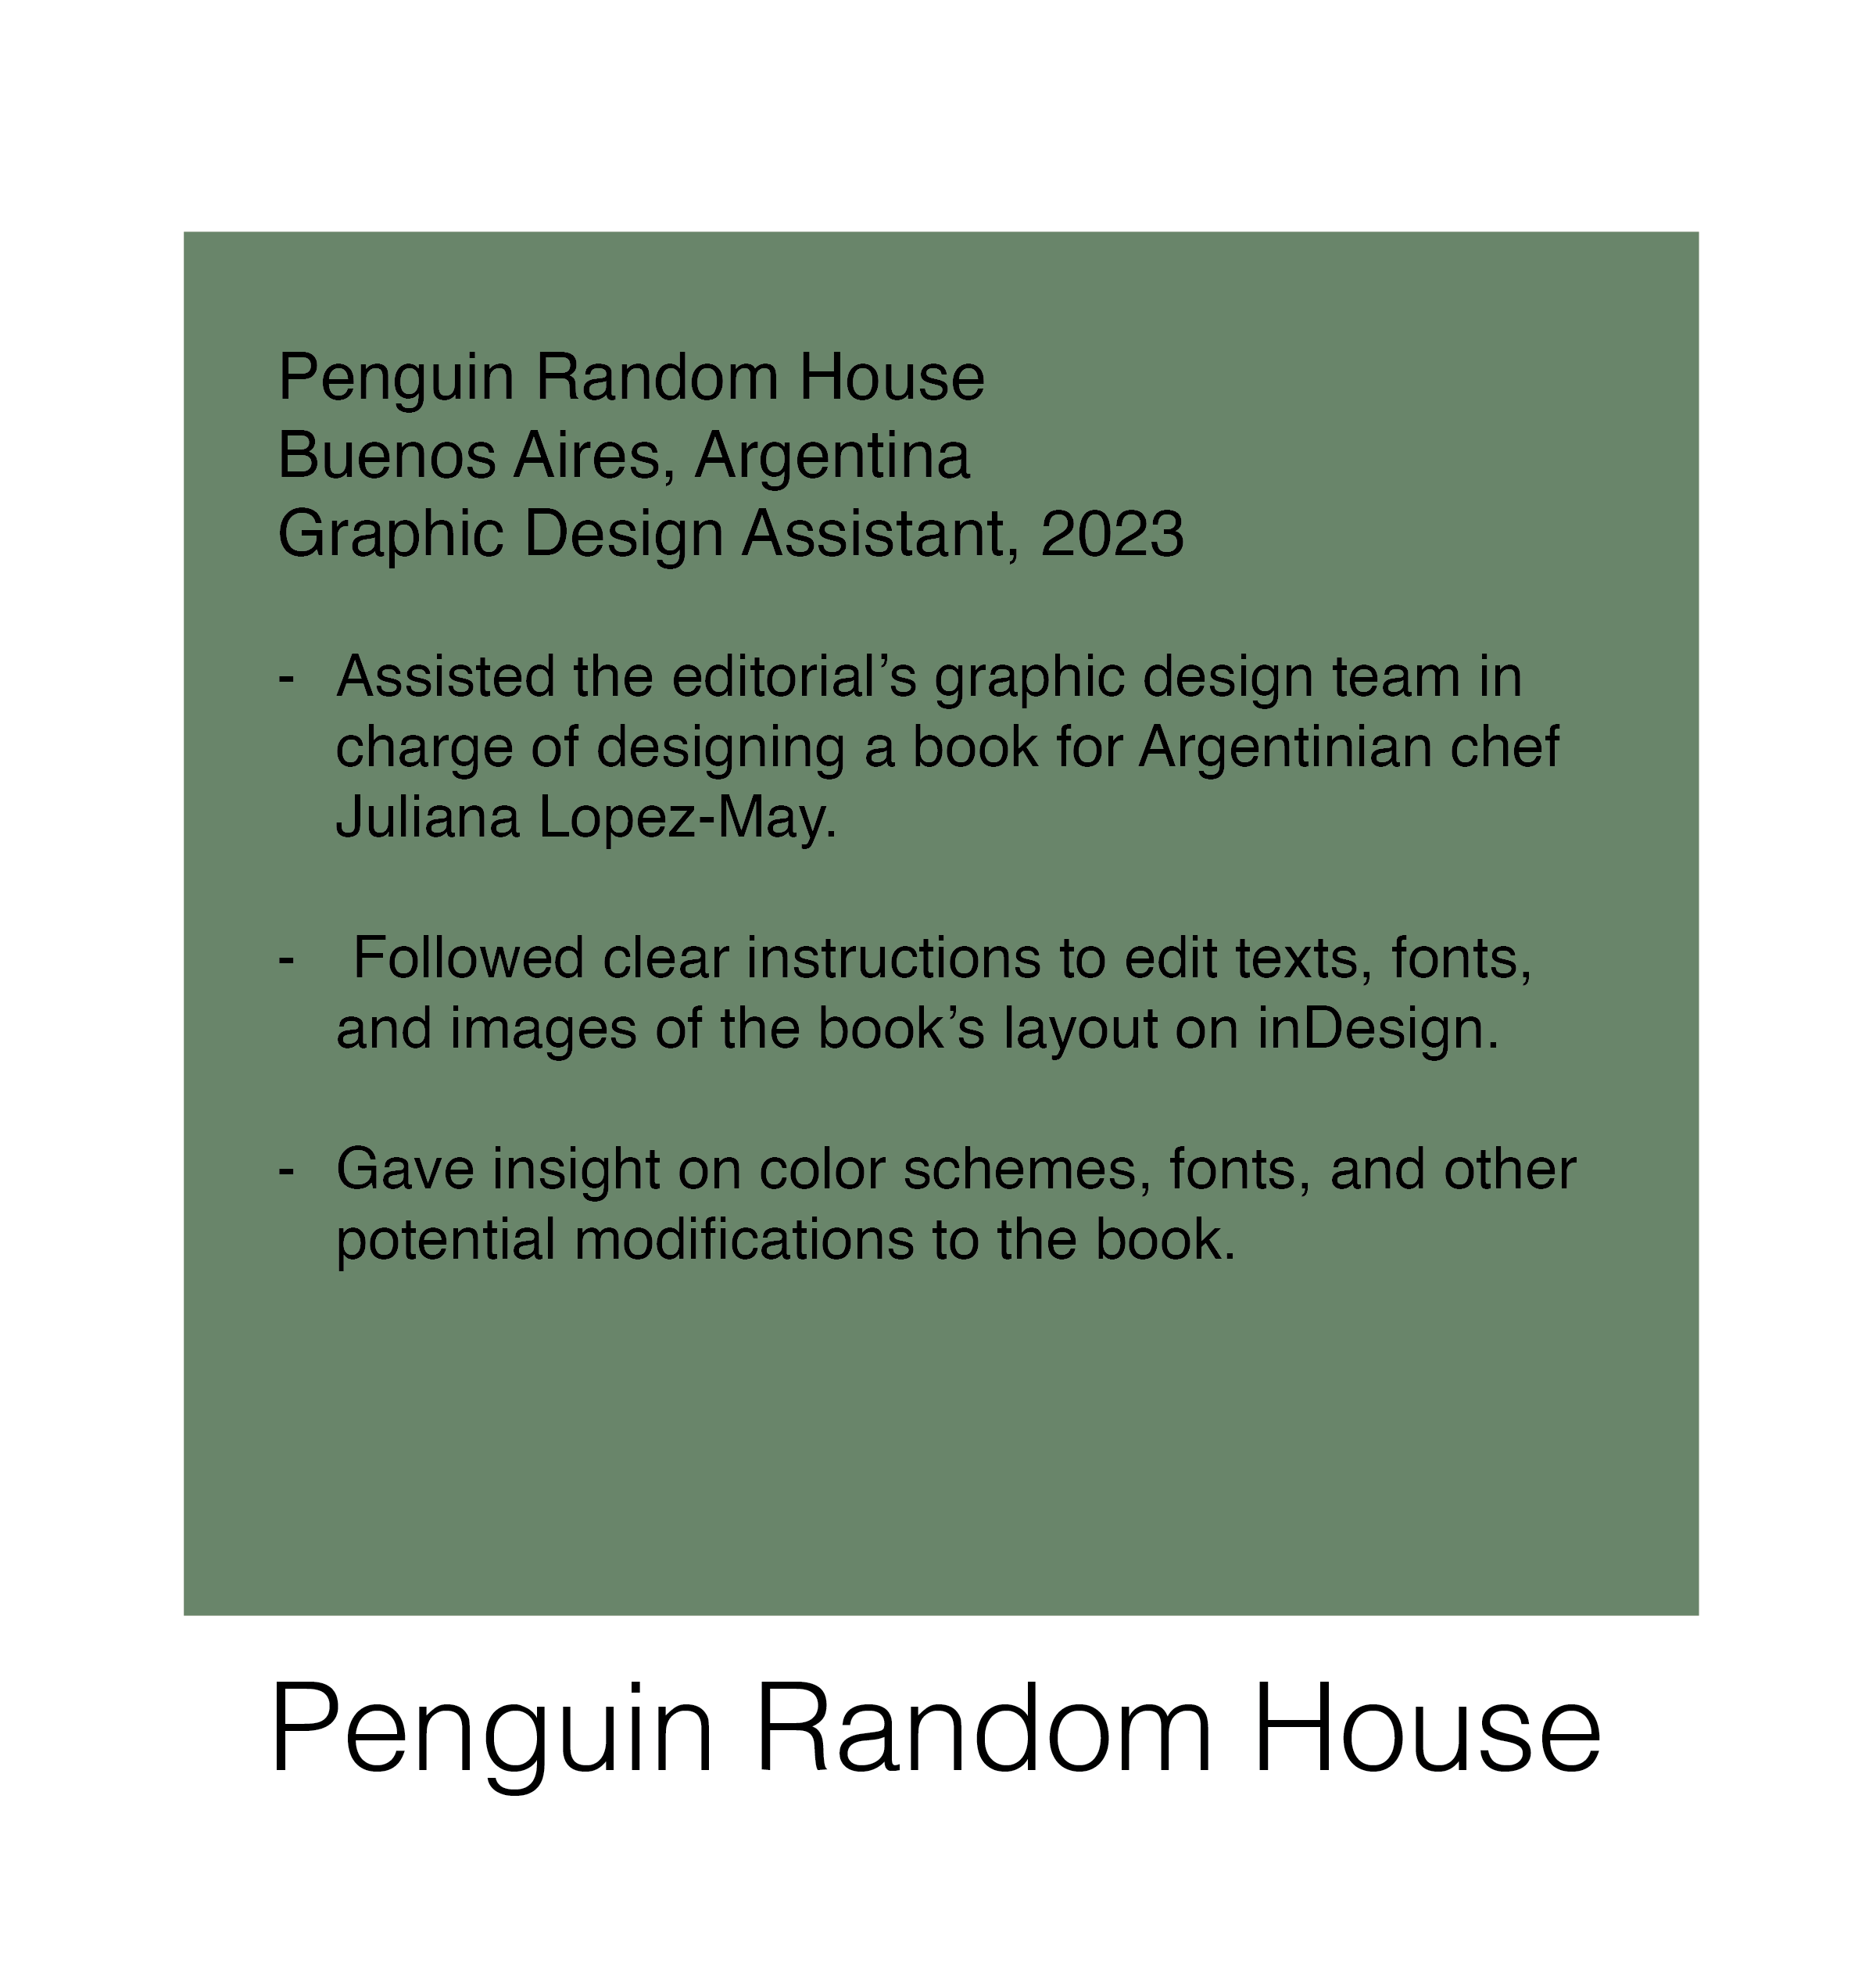 Penguin Random House
Buenos Aires, Argentina
Graphic Design Assistant, 2023
- Assisted the editorial’s graphic design team in
charge of designing a book for Argentinian chef
Juliana Lopez-May.
- Followed clear instructions to edit texts, fonts,
and images of the book’s layout on inDesign.
- Gave insight on color schemes, fonts, and other
potential modifications to the book.
Penguin Random House